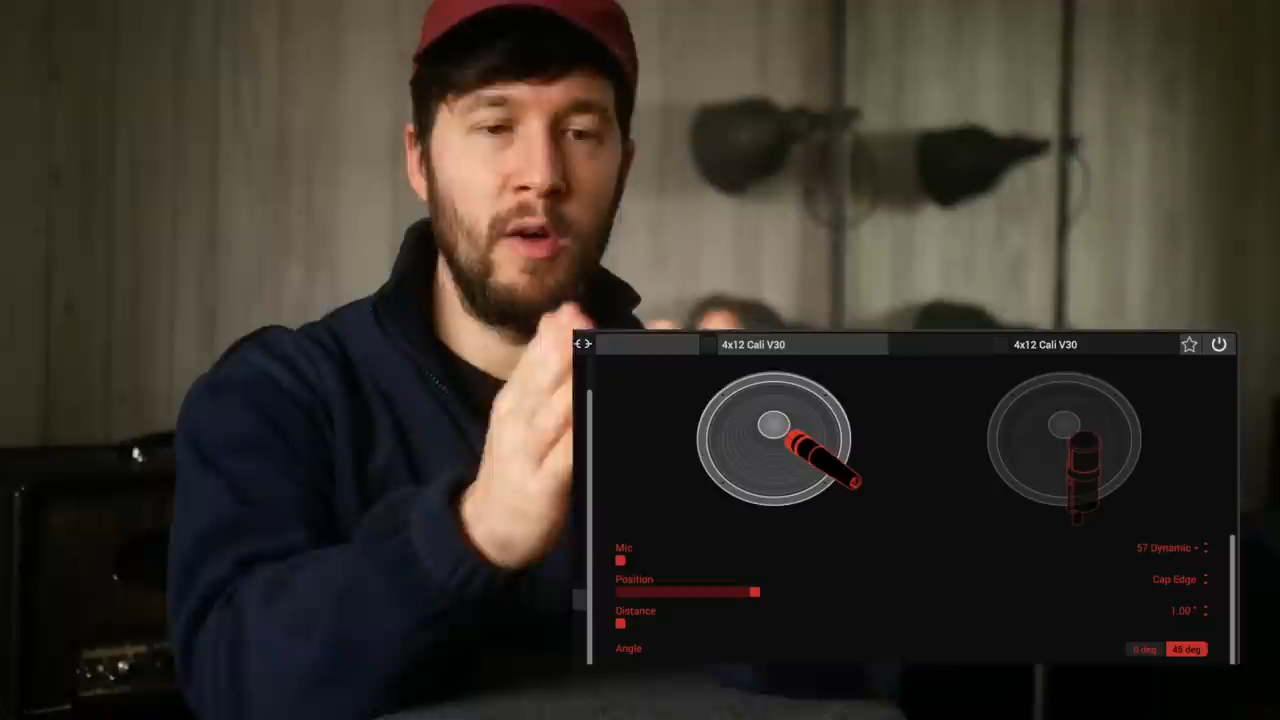 4x12 Cali V30
4x12 Cali V30
Mic
57 Dynamic
Position
Cap Edge
Distance
1.00 "
Angle
0 deg
45 deg